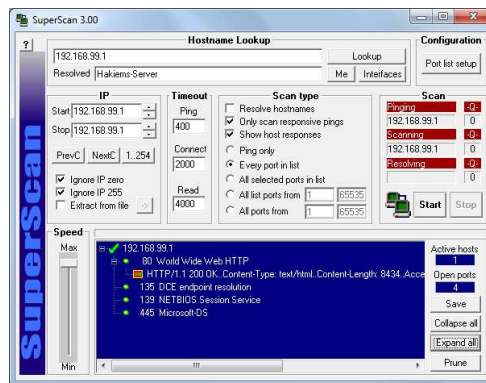 SuperScan 3.00
?
Hostname Lookup
192.168.99.1
Lookup
Resolved Hakiems-Server
Me
Interfaces
Configuration
Port list setup
IP
Start 192.168.99.1
Stop 192.168.99.1
PrevC NextC 1..254
Ignore IP zero
Ignore IP 255
Extract from file
->
Timeout
Ping
400
Connect
2000
Read
4000
Scan type
Resolve hostnames
Only scan responsive pings
Show host responses
Ping only
Every port in list
All selected ports in list
All list ports from 1 65535
All ports from 1 65535
Scan
Pinging -Q-
192.168.99.1 0
Scanning -Q-
192.168.99.1 0
Resolving -Q-
0
Start Stop
SuperScan
Speed
Max
Min
192.168.99.1
80 World Wide Web HTTP
HTTP/1.1 200 OK..Content-Type: text/html..Content-Length: 8434..Acce
135 DCE endpoint resolution
139 NETBIOS Session Service
445 Microsoft-DS
Active hosts
1
Open ports
4
Save
Collapse all
Expand all
Prune